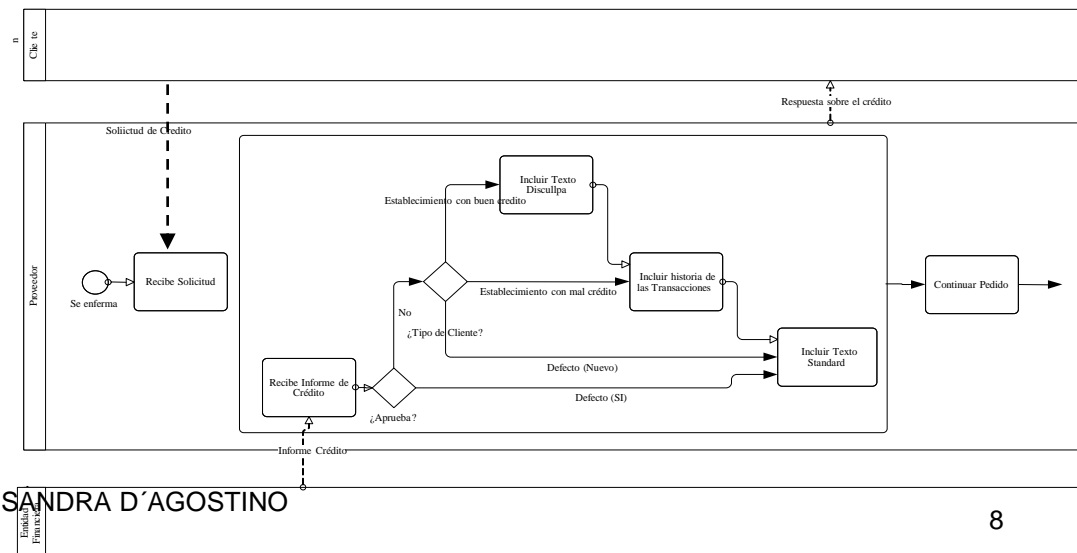 Clie te
n
Respuesta sobre el crédito
Soliictud de Credito
Proveedor
Se enferma
Recibe Solicitud
Incluir Texto
Discullpa
Establecimiento con buen credito
Incluir historia de
las Transacciones
Establecimiento con mal crédito
Continuar Pedido
No
¿Tipo de Cliente?
Incluir Texto
Standard
Defecto (Nuevo)
Recibe Informe de
Crédito
Defecto (SI)
¿Aprueba?
Informe Crédito
SANDRA D´AGOSTINO
Entidad
Financiera
8